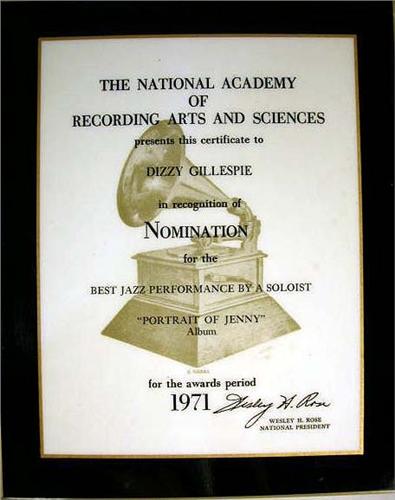 THE NATIONAL ACADEMY
OF
RECORDING ARTS AND SCIENCES
presents this certificate to
DIZZY GILLESPIE
in recognition of
NOMINATION
for the
BEST JAZZ PERFORMANCE BY A SOLOIST
"PORTRAIT OF JENNY"
Album
for the awards period
1971 Wesley H. Rose
WESLEY H. ROSE
NATIONAL PRESIDENT